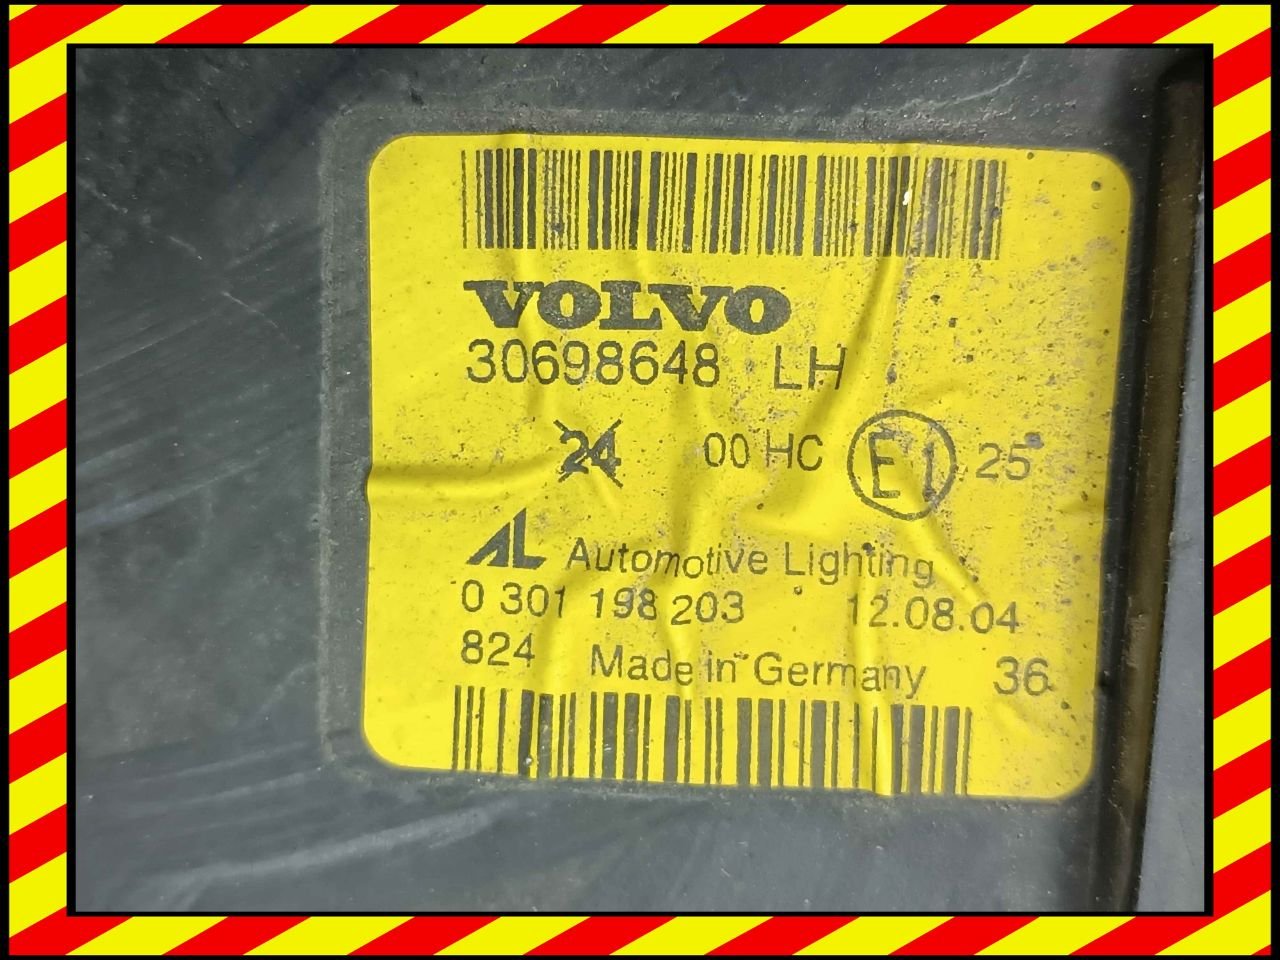 VOLVO
30698648 LH
24 00 HC E1 25
AL Automotive Lighting
0 301 198 203 12.08.04
824 Made in Germany 36